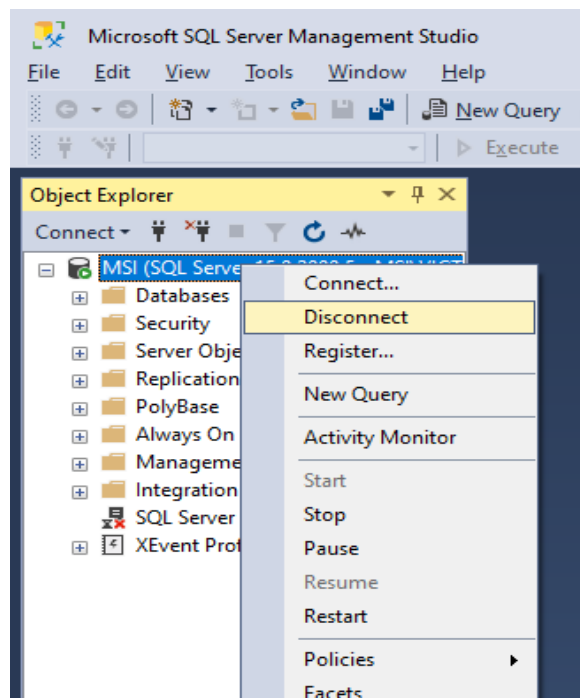 Microsoft SQL Server Management Studio
File Edit View Tools Window Help
New Query
Execute
Object Explorer
Connect
MSI (SQL Serve
Databases
Security
Server Obje
Replication
PolyBase
Always On
Manageme
Integration
SQL Server
XEvent Prof
Connect...
Disconnect
Register...
New Query
Activity Monitor
Start
Stop
Pause
Resume
Restart
Policies
Facets